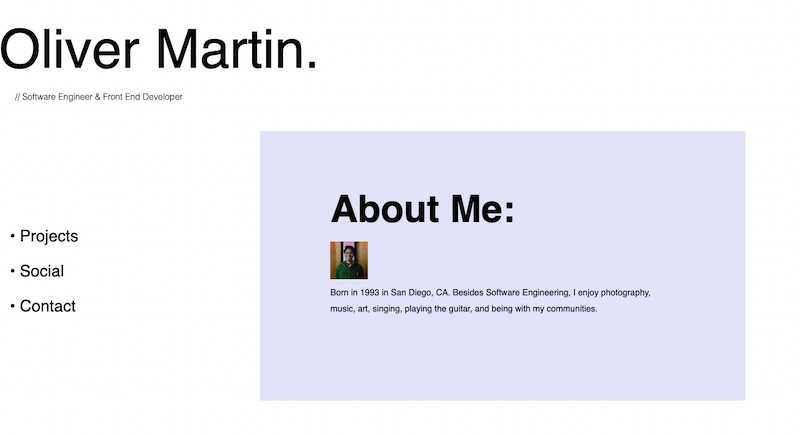 Oliver Martin.
// Software Engineer & Front End Developer
• Projects
• Social
• Contact
About Me:
Born in 1993 in San Diego, CA. Besides Software Engineering, I enjoy photography,
music, art, singing, playing the guitar, and being with my communities.